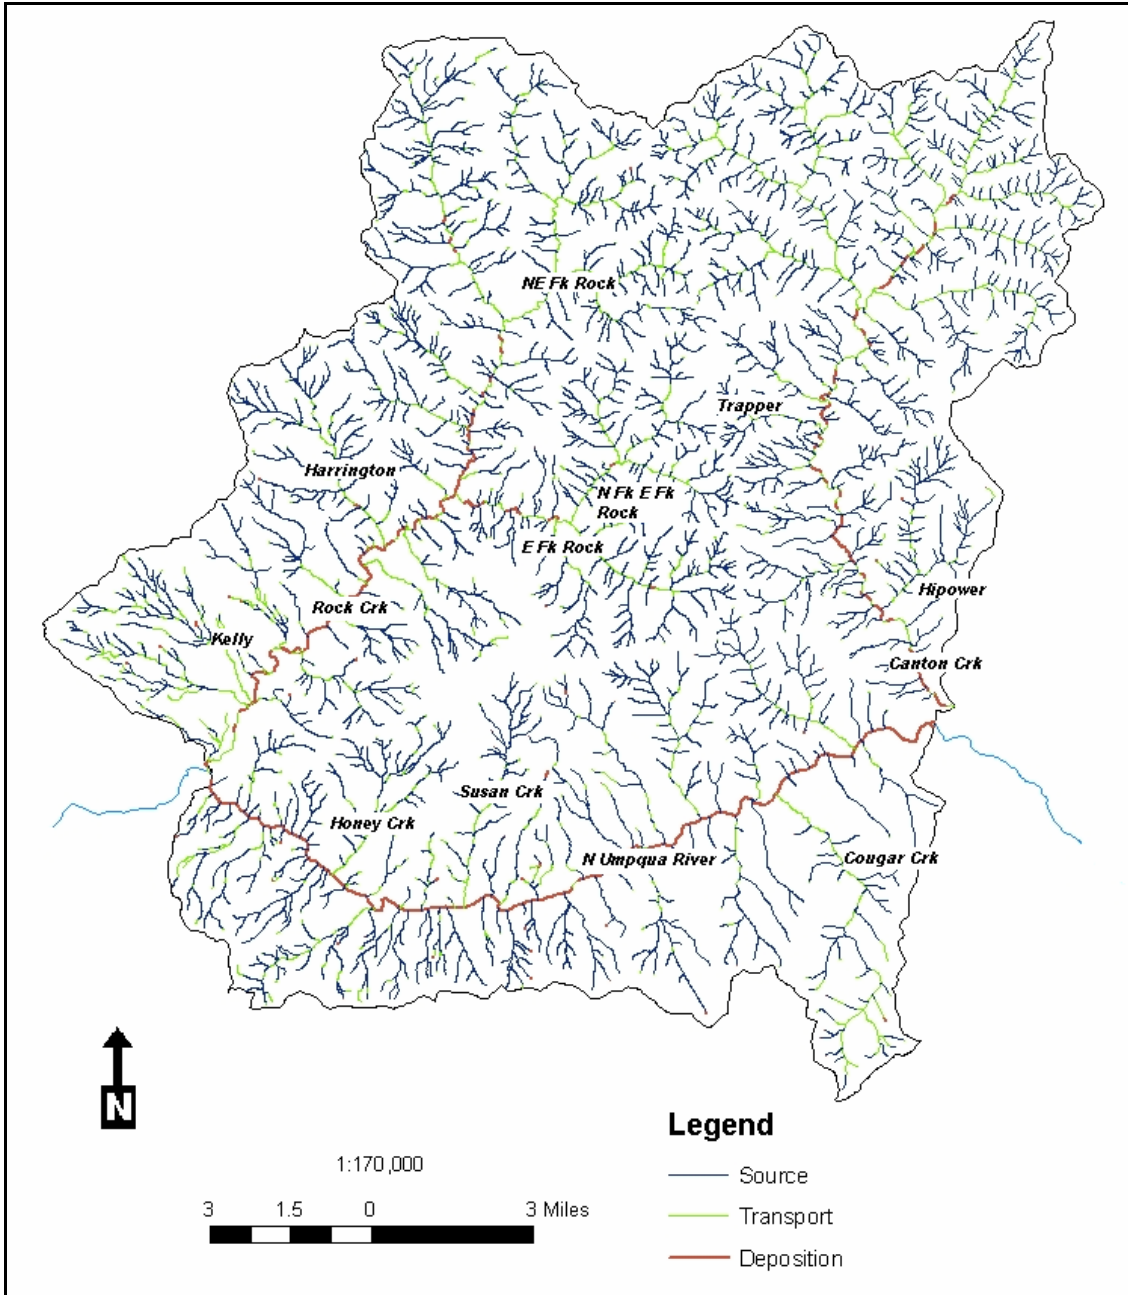 NE Fk Rock
Trapper
Harrington
N Fk E Fk
Rock
E Fk Rock
Hipower
Rock Crk
Kelly
Canton Crk
Susan Crk
Honey Crk
N Umpqua River
Cougar Crk
N
Legend
1:170,000
Source
3 1.5 0 3 Miles
Transport
Deposition